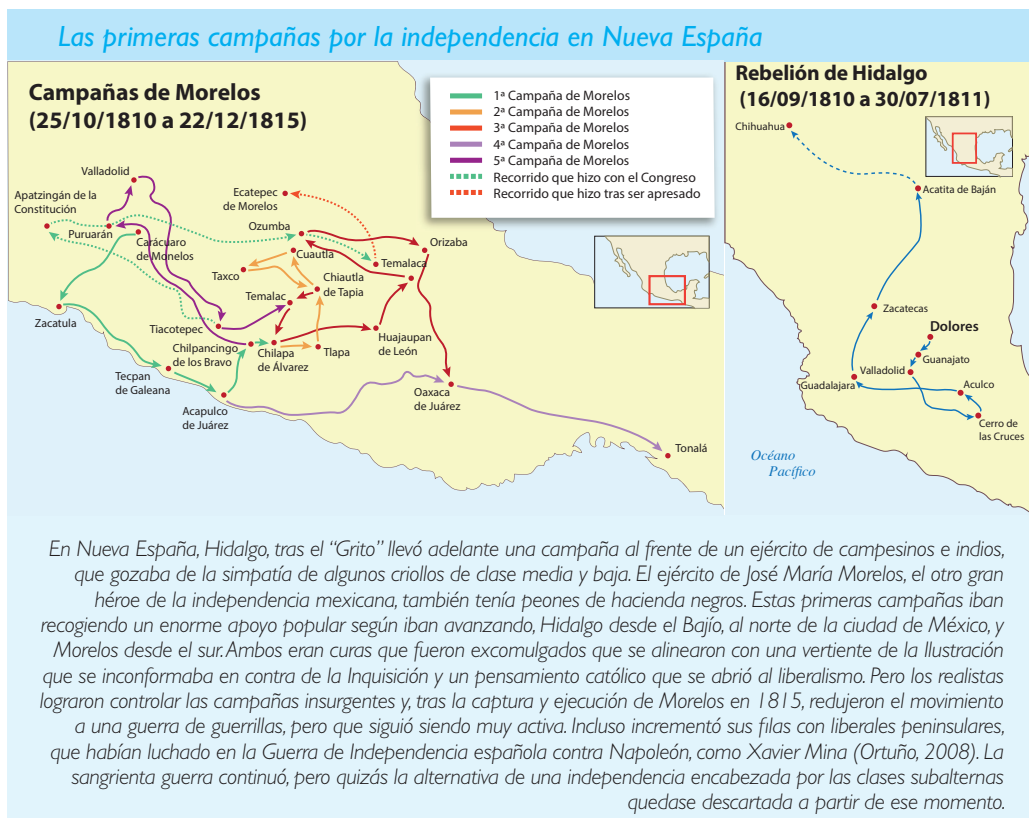 Las primeras campañas por la independencia en Nueva España
Campañas de Morelos
(25/10/1810 a 22/12/1815)
1ª Campaña de Morelos
2ª Campaña de Morelos
3ª Campaña de Morelos
4ª Campaña de Morelos
5ª Campaña de Morelos
Recorrido que hizo con el Congreso
Recorrido que hizo tras ser apresado
Valladolid
Apatzingán de la
Constitución
Puruarán
Carácuaro
de Monelos
Ecatepec
de Morelos
Ozumba
Orizaba
Cuautla
Temalaca
Taxco
Chiautla
de Tapia
Temalac
Zacatula
Tiacotepec
Chilpancingo
de los Bravo
Chilapa
de Álvarez
Tlapa
Huajaupan
de León
Tecpan
de Galeana
Acapulco
de Juárez
Oaxaca
de Juárez
Tonalá
Rebelión de Hidalgo
(16/09/1810 a 30/07/1811)
Chihuahua
Acatita de Baján
Zacatecas
Dolores
Guanajato
Valladolid
Guadalajara
Aculco
Cerro de
las Cruces
Océano
Pacífico
En Nueva España, Hidalgo, tras el “Grito” llevó adelante una campaña al frente de un ejército de campesinos e indios,
que gozaba de la simpatía de algunos criollos de clase media y baja. El ejército de José María Morelos, el otro gran
héroe de la independencia mexicana, también tenía peones de hacienda negros. Estas primeras campañas iban
recogiendo un enorme apoyo popular según iban avanzando, Hidalgo desde el Bajío, al norte de la ciudad de México, y
Morelos desde el sur. Ambos eran curas que fueron excomulgados que se alinearon con una vertiente de la Ilustración
que se inconformaba en contra de la Inquisición y un pensamiento católico que se abrió al liberalismo. Pero los realistas
lograron controlar las campañas insurgentes y, tras la captura y ejecución de Morelos en 1815, redujeron el movimiento
a una guerra de guerrillas, pero que siguió siendo muy activa. Incluso incrementó sus filas con liberales peninsulares,
que habían luchado en la Guerra de Independencia española contra Napoleón, como Xavier Mina (Ortuño, 2008). La
sangrienta guerra continuó, pero quizás la alternativa de una independencia encabezada por las clases subalternas
quedase descartada a partir de ese momento.